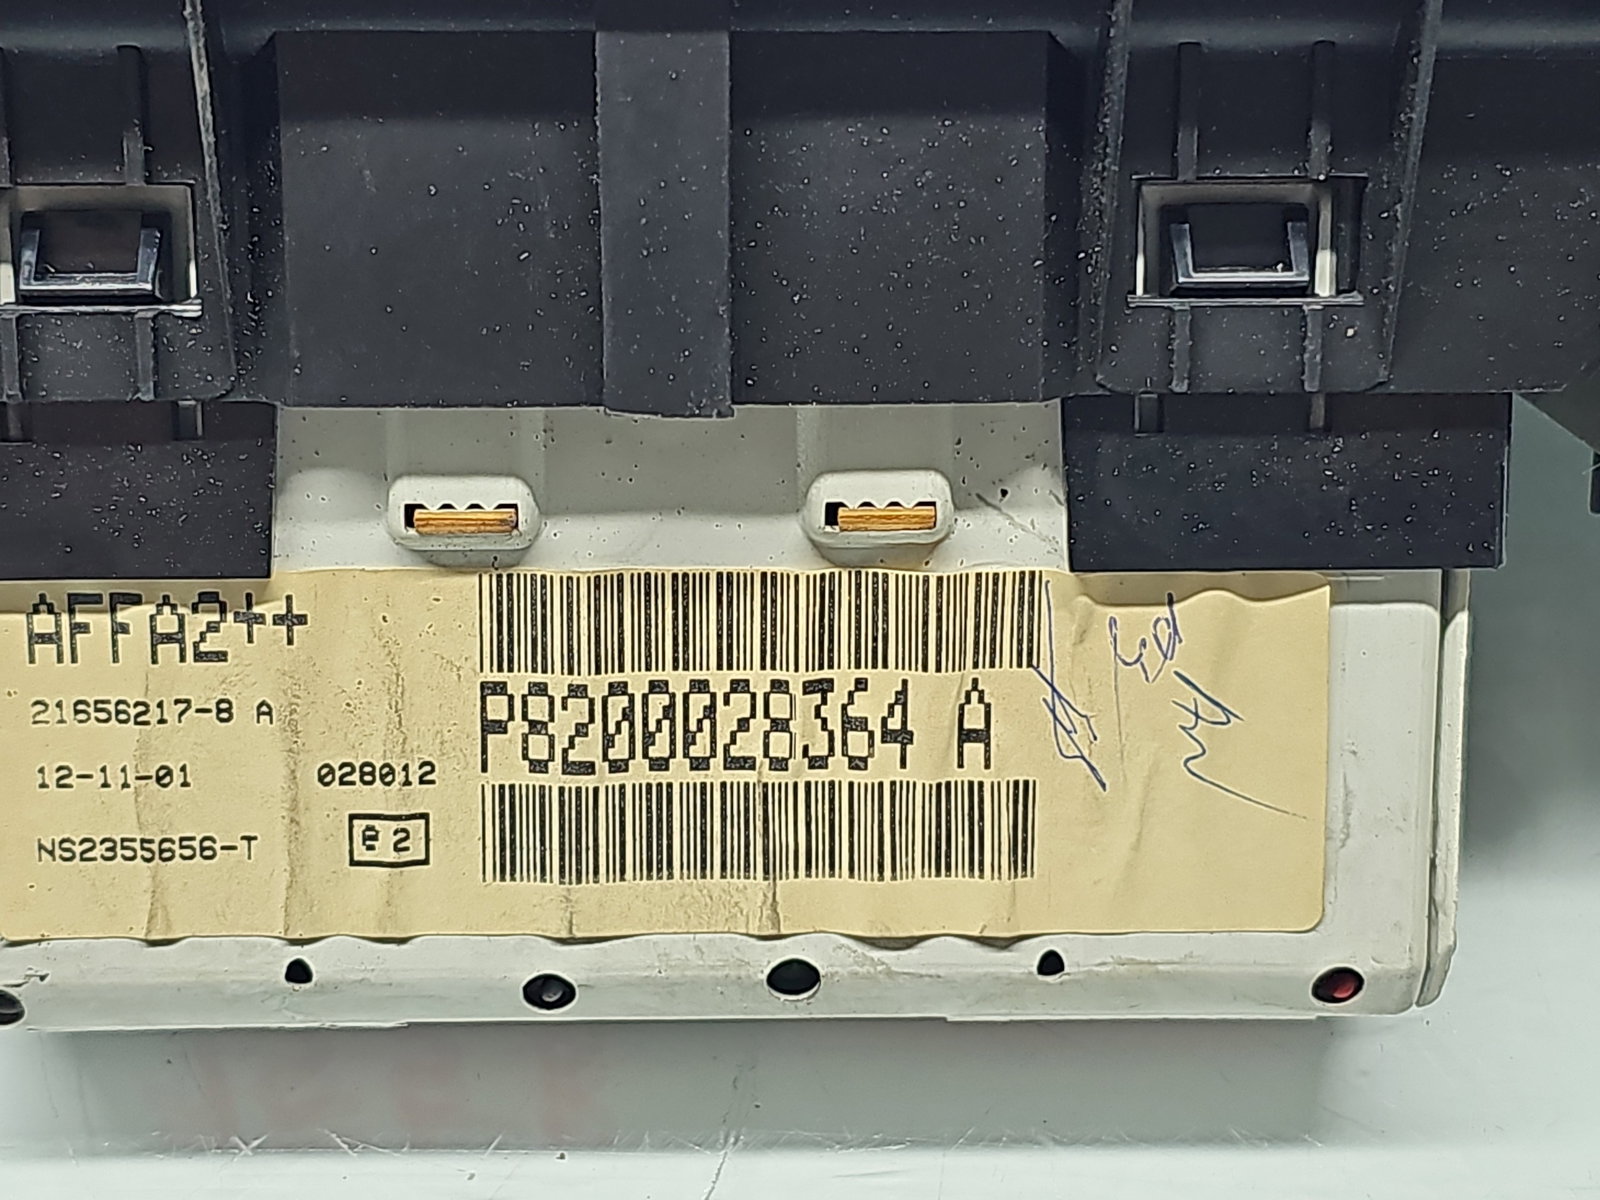 AFFA2++
21656217-8 A
12-11-01
028012
NS2355656-T
e 2
P8200028364 A